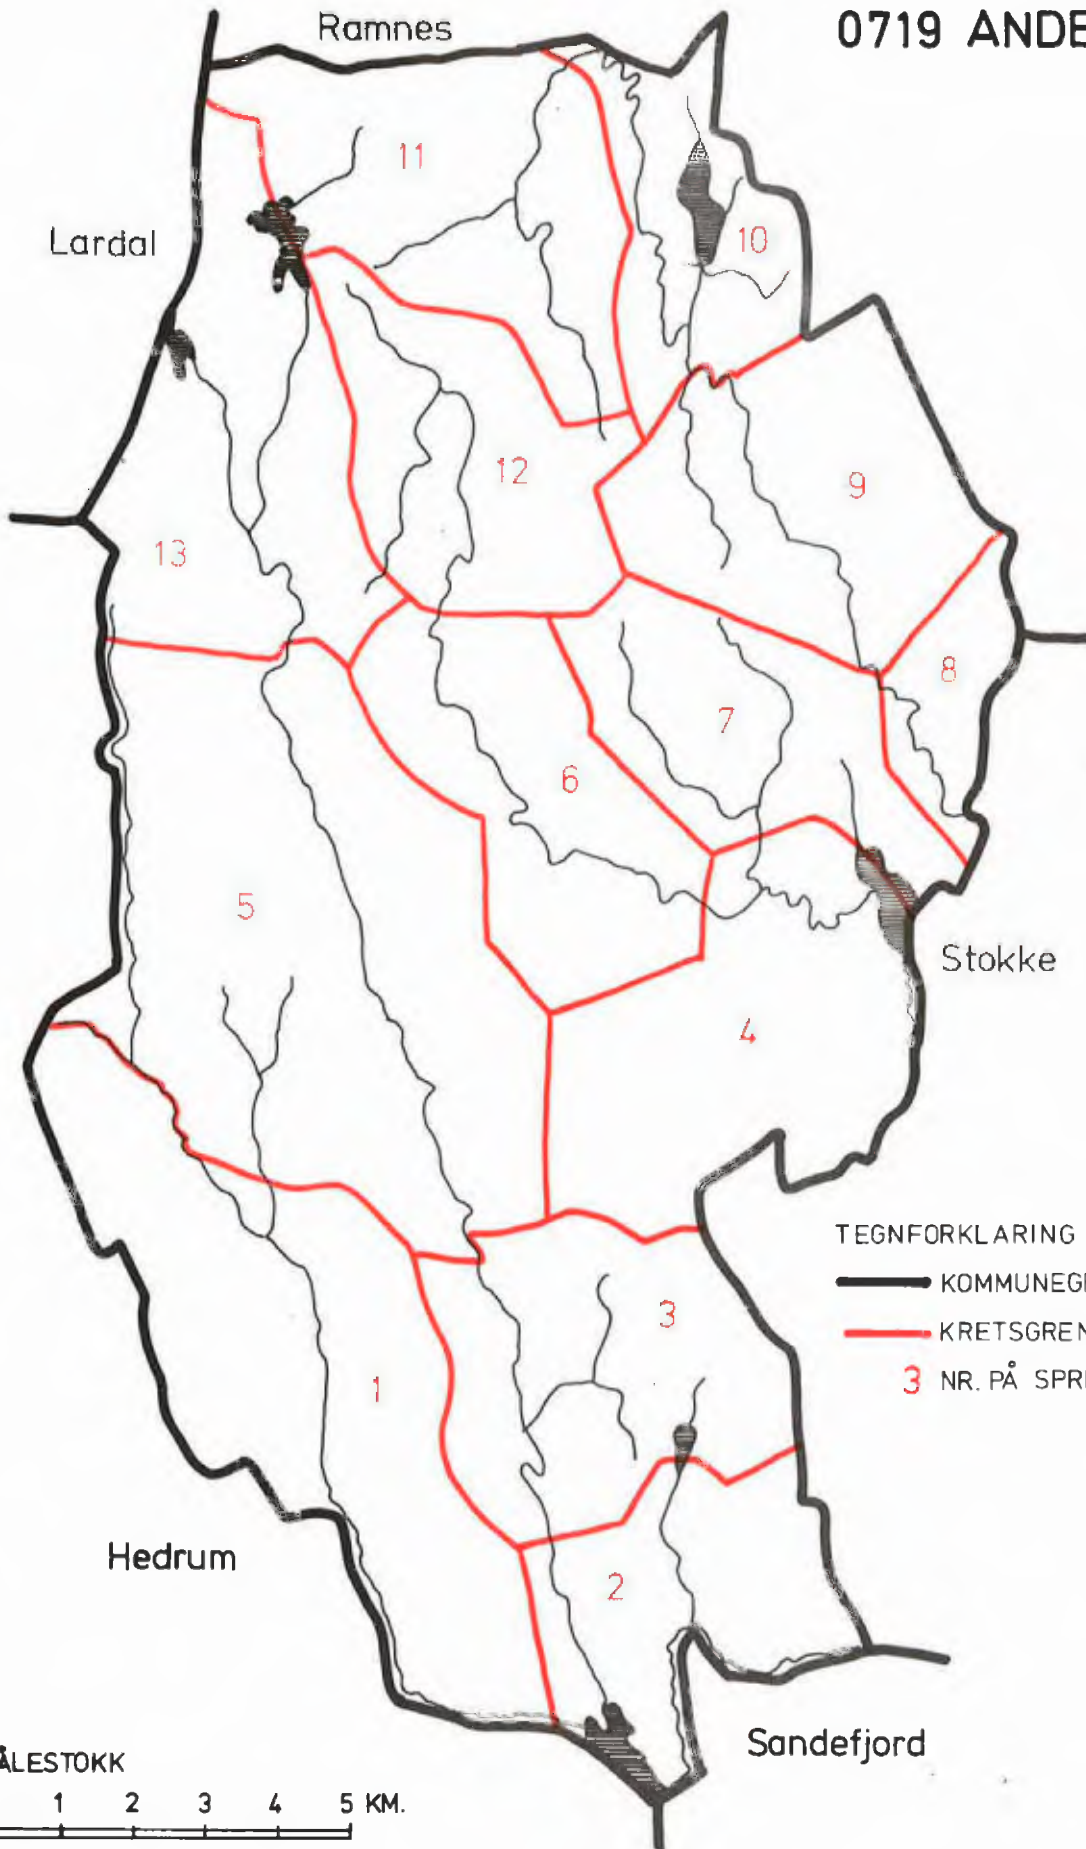 Ramnes
0719 ANDE
11
Lardal
10
12
9
13
8
7
6
5
Stokke
4
TEGNFORKLARING
KOMMUNEG
3
KRETSGREN
1
3 NR. PÅ SPR
Hedrum
2
Sandefjord
ÅLESTOKK
1 2 3 4 5 KM.